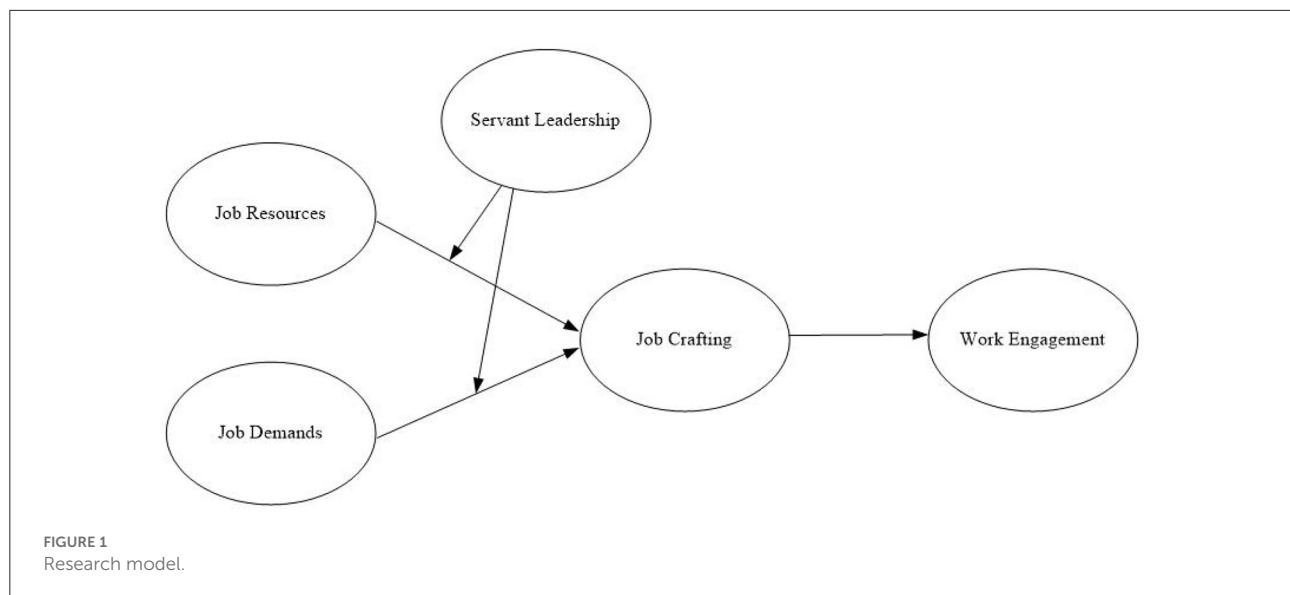 Servant Leadership
Job Resources
Job Crafting
Work Engagement
Job Demands
FIGURE 1
Research model.